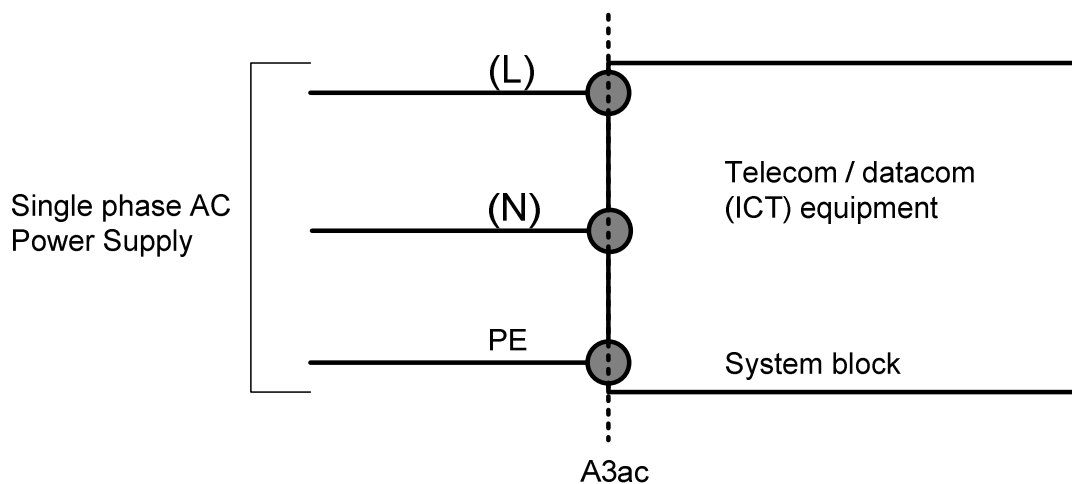 (L)
Single phase AC
Power Supply
(N)
PE
Telecom / datacom
(ICT) equipment
System block
A3ac